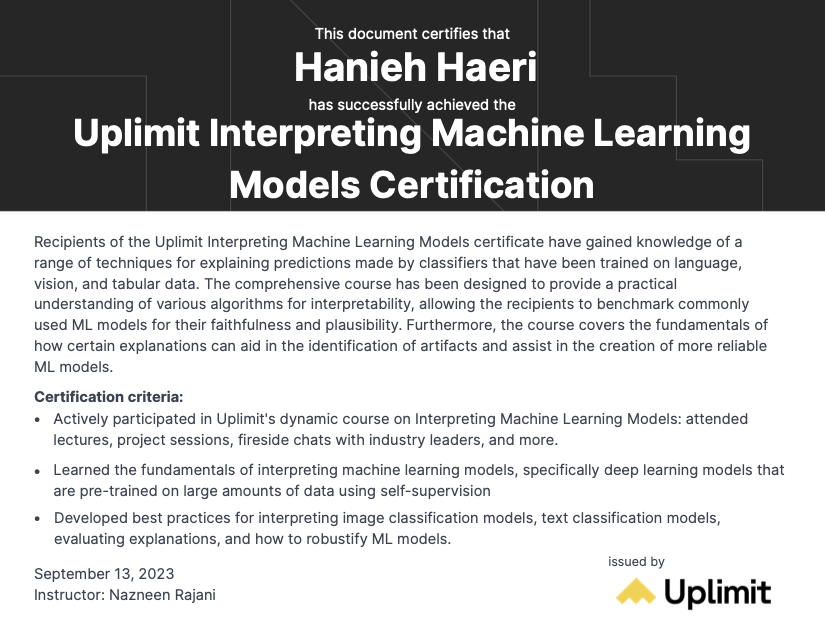 This document certifies that
Hanieh Haeri
has successfully achieved the
Uplimit Interpreting Machine Learning
Models Certification
Recipients of the Uplimit Interpreting Machine Learning Models certificate have gained knowledge of a
range of techniques for explaining predictions made by classifiers that have been trained on language,
vision, and tabular data. The comprehensive course has been designed to provide a practical
understanding of various algorithms for interpretability, allowing the recipients to benchmark commonly
used ML models for their faithfulness and plausibility. Furthermore, the course covers the fundamentals of
how certain explanations can aid in the identification of artifacts and assist in the creation of more reliable
ML models.
Certification criteria:
• Actively participated in Uplimit's dynamic course on Interpreting Machine Learning Models: attended
lectures, project sessions, fireside chats with industry leaders, and more.
• Learned the fundamentals of interpreting machine learning models, specifically deep learning models that
are pre-trained on large amounts of data using self-supervision
• Developed best practices for interpreting image classification models, text classification models,
evaluating explanations, and how to robustify ML models.
September 13, 2023
Instructor: Nazneen Rajani
issued by
Uplimit